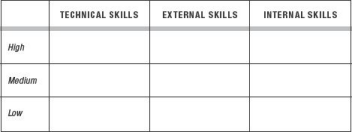 TECHNICAL SKILLS EXTERNAL SKILLS INTERNAL SKILLS
High
Medium
Low